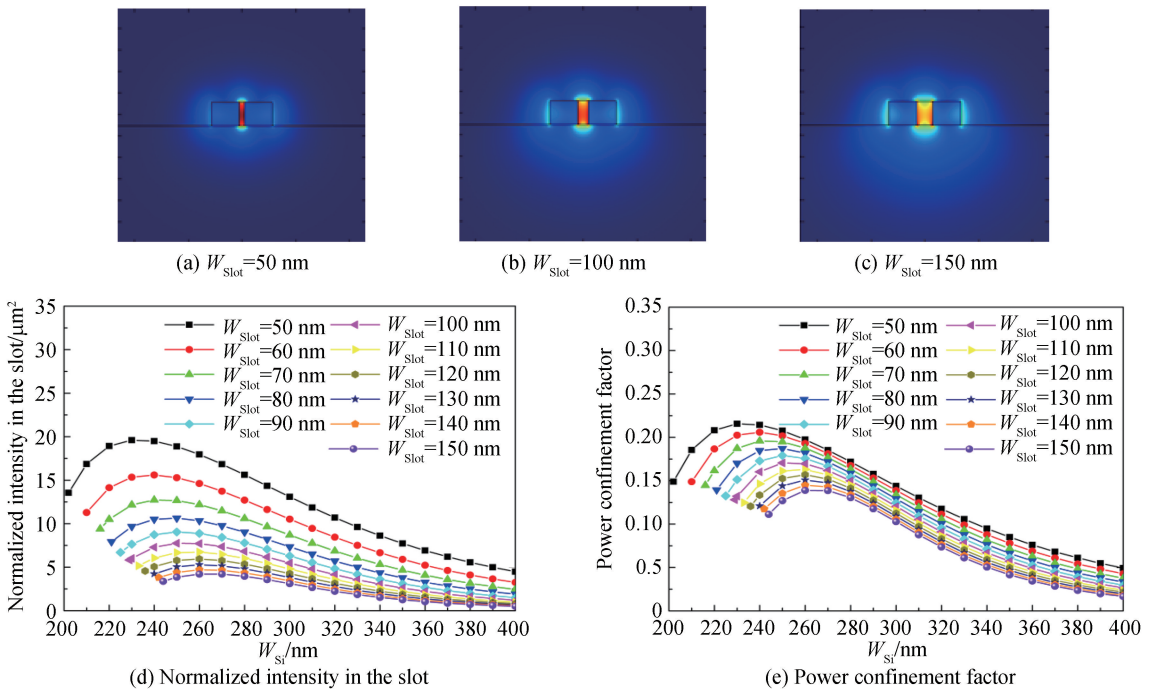 (a) W_Slot=50 nm
(b) W_Slot=100 nm
(c) W_Slot=150 nm
Normalized intensity in the slot/μm²
35
30
25
20
15
10
5
0
W_Slot=50 nm
W_Slot=60 nm
W_Slot=70 nm
W_Slot=80 nm
W_Slot=90 nm
W_Slot=100 nm
W_Slot=110 nm
W_Slot=120 nm
W_Slot=130 nm
W_Slot=140 nm
W_Slot=150 nm
200 220 240 260 280 300 320 340 360 380 400
W_Si/nm
(d) Normalized intensity in the slot
Power confinement factor
0.35
0.30
0.25
0.20
0.15
0.10
0.05
0
W_Slot=50 nm
W_Slot=60 nm
W_Slot=70 nm
W_Slot=80 nm
W_Slot=90 nm
W_Slot=100 nm
W_Slot=110 nm
W_Slot=120 nm
W_Slot=130 nm
W_Slot=140 nm
W_Slot=150 nm
200 220 240 260 280 300 320 340 360 380 400
W_Si/nm
(e) Power confinement factor